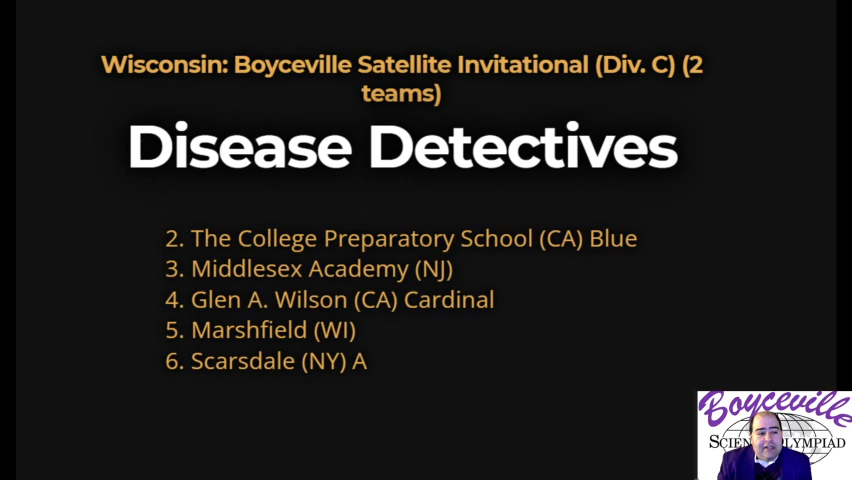 Wisconsin: Boyceville Satellite Invitational (Div. C) (2
teams)
Disease Detectives
2. The College Preparatory School (CA) Blue
3. Middlesex Academy (NJ)
4. Glen A. Wilson (CA) Cardinal
5. Marshfield (WI)
6. Scarsdale (NY) A
Boyceville